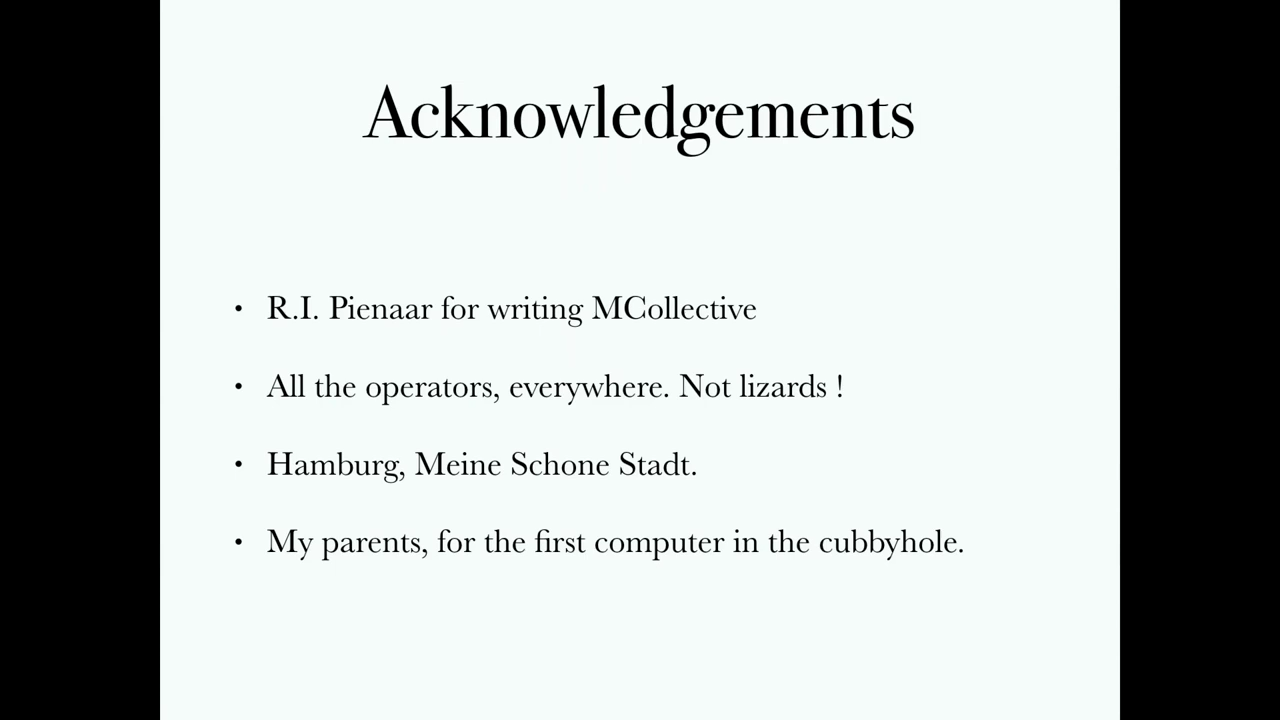 Acknowledgements
• R.I. Pienaar for writing MCollective
• All the operators, everywhere. Not lizards !
• Hamburg, Meine Schone Stadt.
• My parents, for the first computer in the cubbyhole.